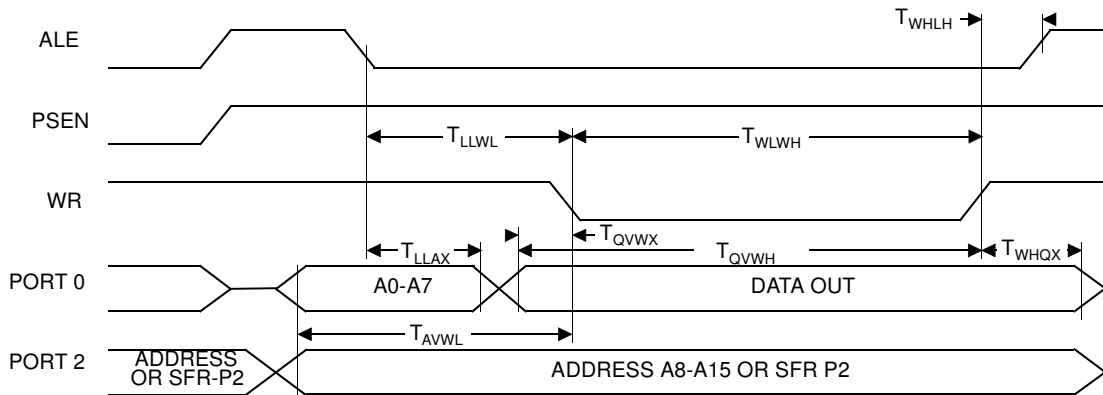 T_WHLH
ALE
PSEN
T_LLWL
T_WLWH
WR
T_QVWX
T_LLAX
T_QVWH
T_WHQX
PORT 0
A0-A7
DATA OUT
T_AVWL
PORT 2
ADDRESS
OR SFR-P2
ADDRESS A8-A15 OR SFR P2